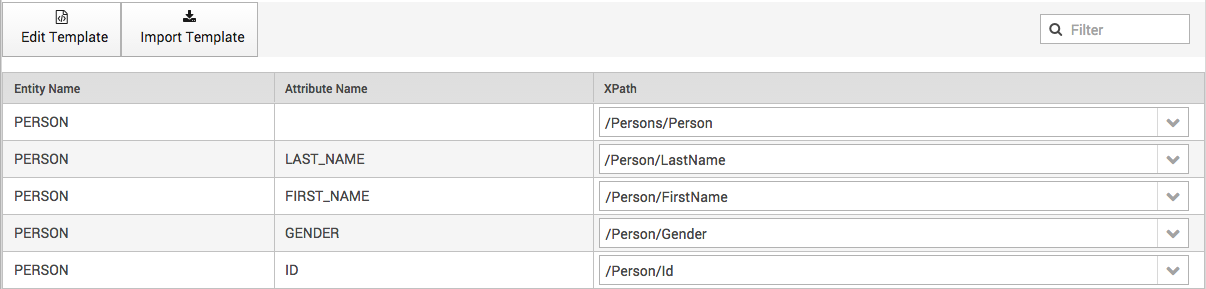 Edit Template
Import Template
Filter
Entity Name Attribute Name XPath
PERSON /Persons/Person
PERSON LAST_NAME /Person/LastName
PERSON FIRST_NAME /Person/FirstName
PERSON GENDER /Person/Gender
PERSON ID /Person/Id